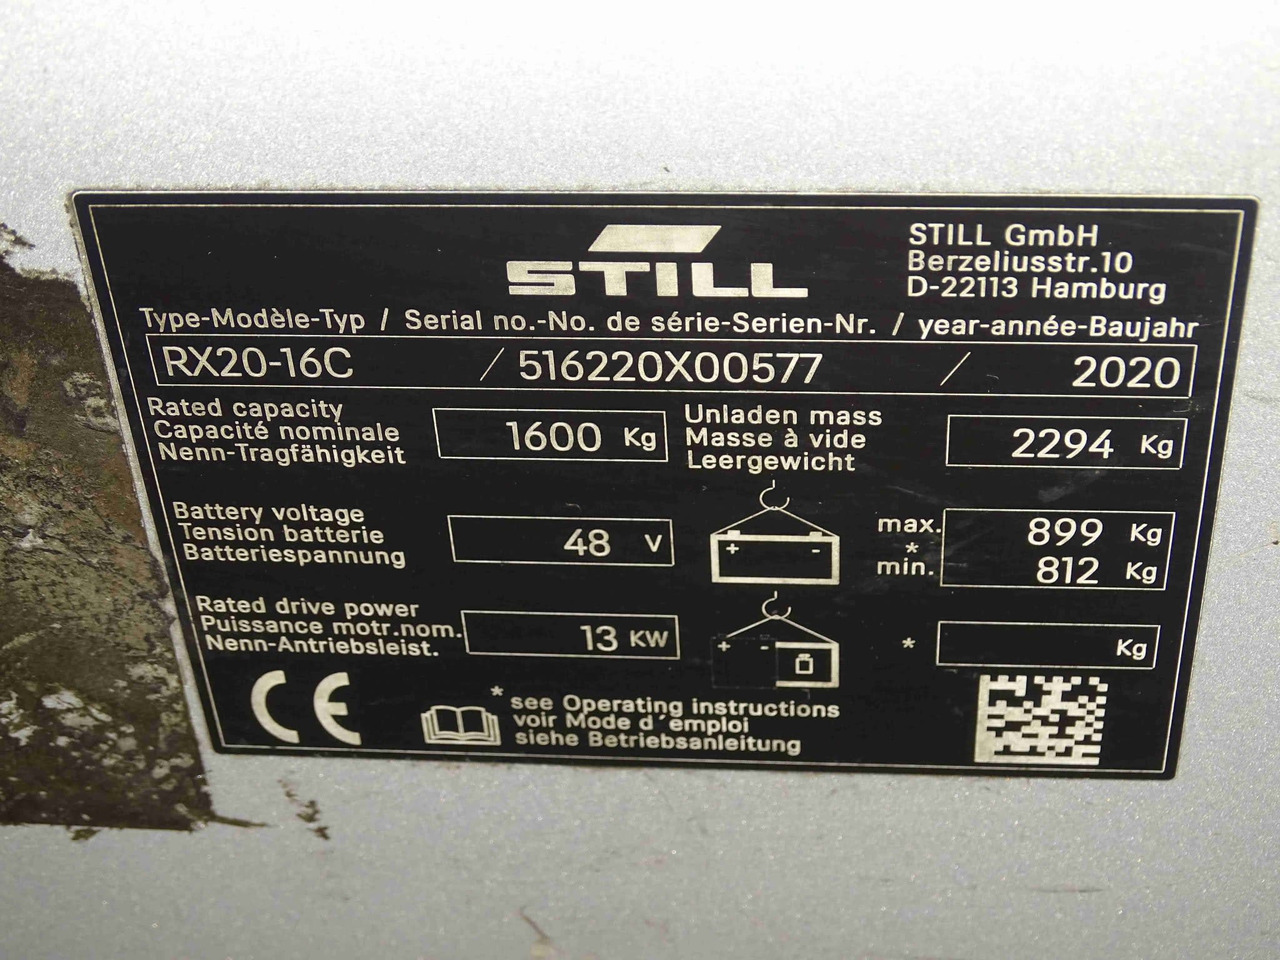 STILL
STILL GmbH
Berzeliusstr.10
D-22113 Hamburg
Type-Modèle-Typ / Serial no.-No. de série-Serien-Nr. / year-année-Baujahr
RX20-16C / 516220X00577 / 2020
Rated capacity
Capacité nominale
Nenn-Tragfähigkeit
1600 Kg
Unladen mass
Masse à vide
Leergewicht
2294 Kg
Battery voltage
Tension batterie
Batteriespannung
48 V
+ -
max. 899 Kg
*
min. 812 Kg
Rated drive power
Puissance motr.nom.
Nenn-Antriebsleist.
13 KW
+ -
* Kg
CE
* see Operating instructions
voir Mode d'emploi
siehe Betriebsanleitung